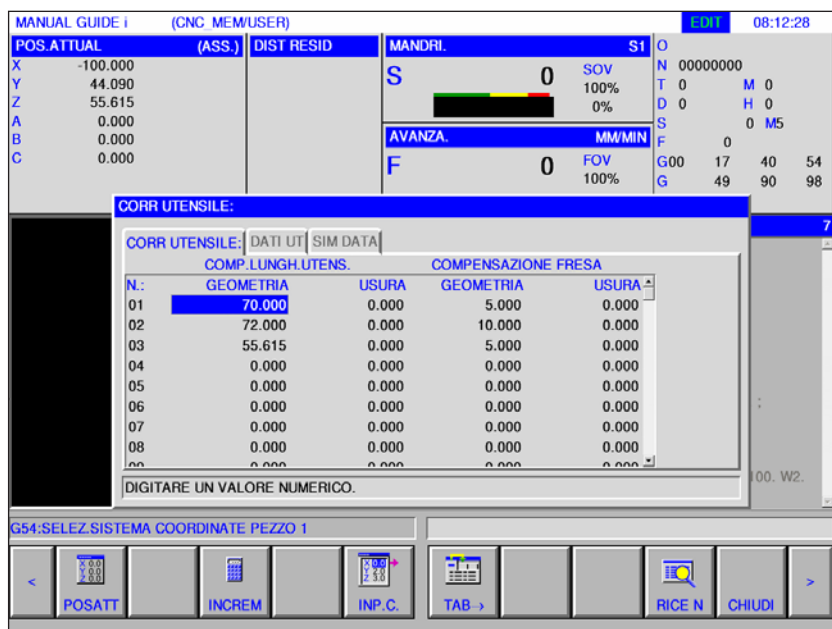 MANUAL GUIDE i (CNC_MEM/USER) EDIT 08:12:28
POS.ATTUAL (ASS.) DIST RESID MANDRI. S1 O
X -100.000 S 0 SOV N 00000000
Y 44.090 100% T 0 M 0
Z 55.615 0% D 0 H 0
A 0.000 S 0 M5
B 0.000 AVANZA. MM/MIN F 0
C 0.000 F 0 FOV G00 17 40 54
100% G 49 90 98
CORR UTENSILE:
7
CORR UTENSILE: DATI UT SIM DATA
COMP.LUNGH.UTENS. COMPENSAZIONE FRESA
N.: GEOMETRIA USURA GEOMETRIA USURA
01 70.000 0.000 5.000 0.000
02 72.000 0.000 10.000 0.000
03 55.615 0.000 5.000 0.000
04 0.000 0.000 0.000 0.000
05 0.000 0.000 0.000 0.000
06 0.000 0.000 0.000 0.000 ;
07 0.000 0.000 0.000 0.000
08 0.000 0.000 0.000 0.000
100. W2.
DIGITARE UN VALORE NUMERICO.
G54:SELEZ.SISTEMA COORDINATE PEZZO 1
< POSATT INCREM INP.C. TAB→ RICE N CHIUDI >